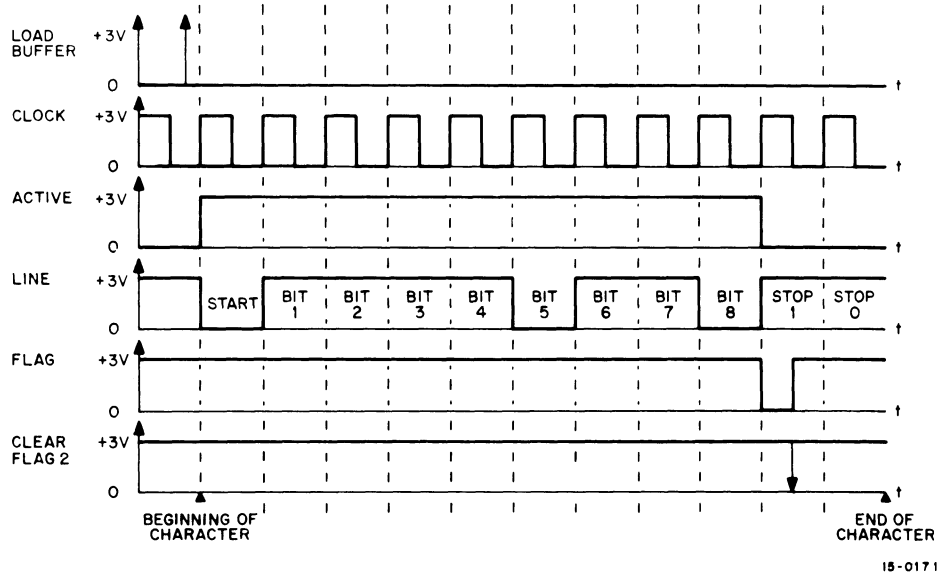 LOAD BUFFER +3V
0 t
CLOCK +3V
0 t
ACTIVE +3V
0 t
LINE +3V
START BIT 1 BIT 2 BIT 3 BIT 4 BIT 5 BIT 6 BIT 7 BIT 8 STOP 1 STOP 0
0 t
FLAG +3V
0 t
CLEAR FLAG 2 +3V
0 t
BEGINNING OF CHARACTER
END OF CHARACTER
15-0171